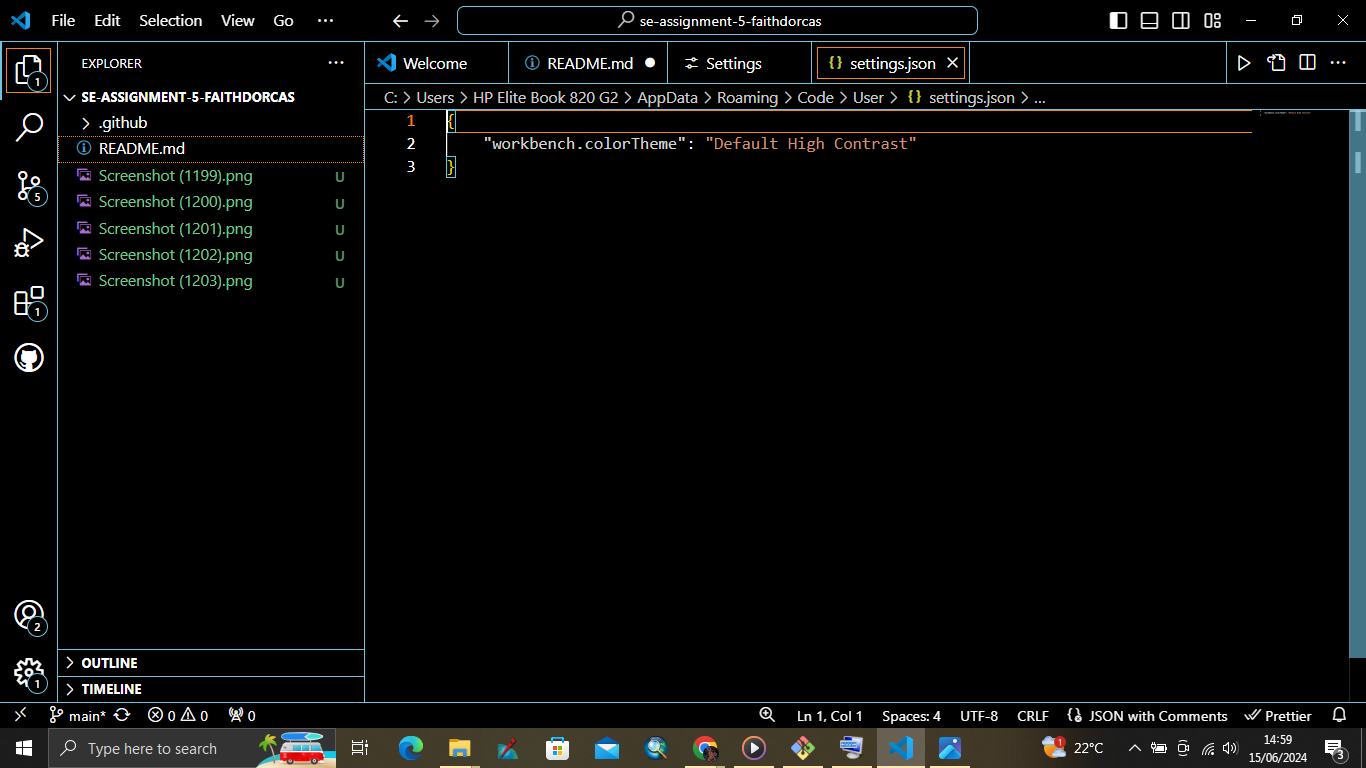 File Edit Selection View Go ··· se-assignment-5-faithdorcas
EXPLORER ···
SE-ASSIGNMENT-5-FAITHDORCAS
.github
README.md
Screenshot (1199).png U
Screenshot (1200).png U
Screenshot (1201).png U
Screenshot (1202).png U
Screenshot (1203).png U
OUTLINE
TIMELINE
1
5
1
2
1
Welcome README.md Settings {} settings.json
C: > Users > HP Elite Book 820 G2 > AppData > Roaming > Code > User > {} settings.json > ...
1 {
2 "workbench.colorTheme": "Default High Contrast"
3 }
main* 0 0 0 Ln 1, Col 1 Spaces: 4 UTF-8 CRLF JSON with Comments Prettier
Type here to search 1 22°C 14:59
15/06/2024 3